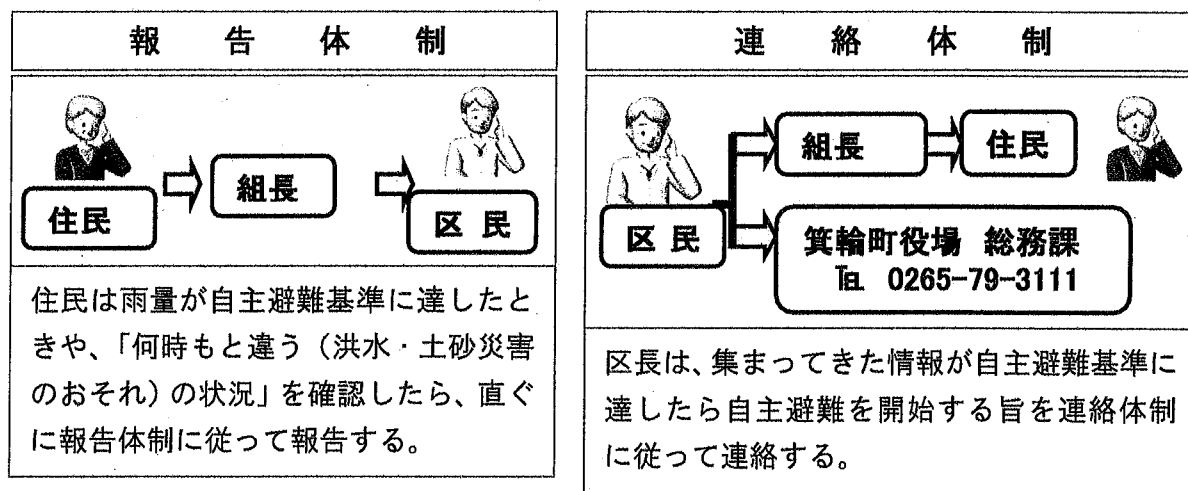 報告体制
住民
組長
区民
住民は雨量が自主避難基準に達したと
きや、「何時もと違う（洪水・土砂災害
のおそれ）の状況」を確認したら、直ぐ
に報告体制に従って報告する。
連絡体制
区民
組長
住民
箕輪町役場 総務課
℡ 0265-79-3111
区長は、集まってきた情報が自主避難基準に
達したら自主避難を開始する旨を連絡体制
に従って連絡する。